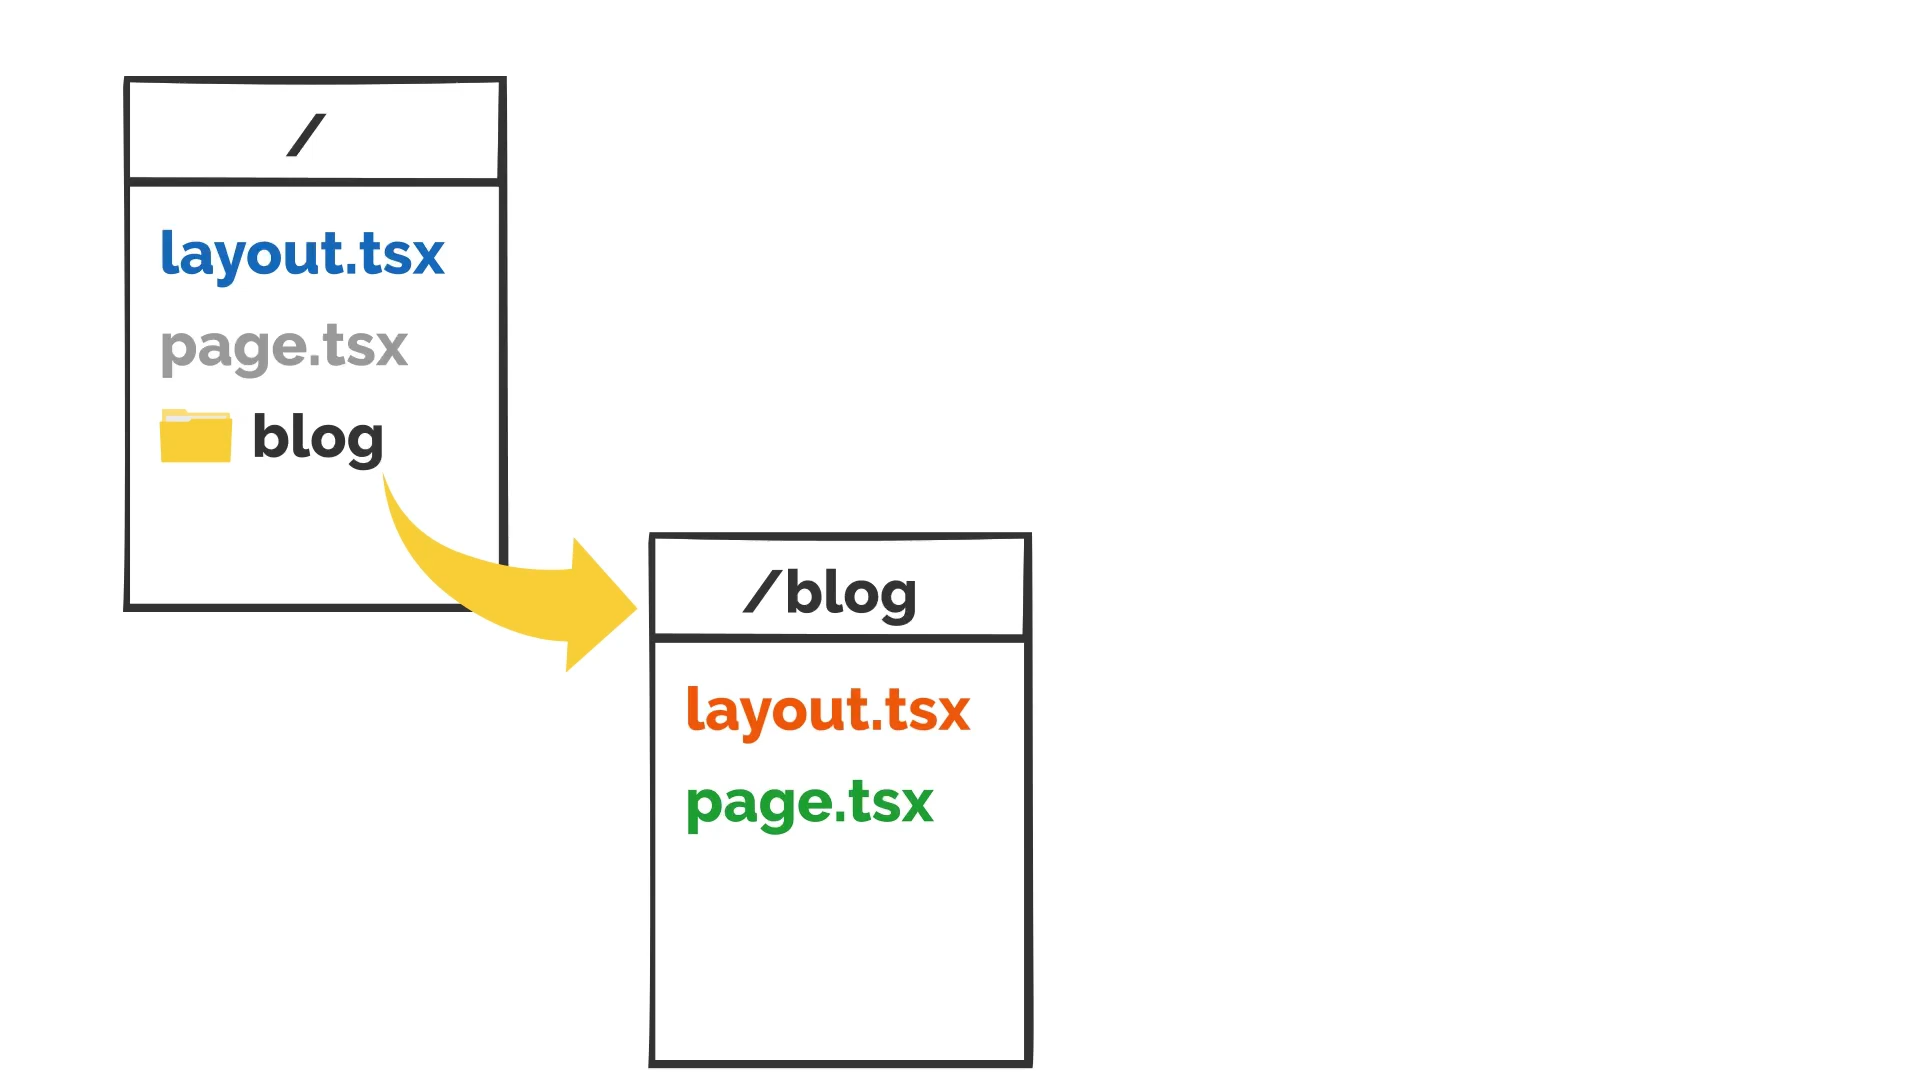 /
layout.tsx
page.tsx
blog
/blog
layout.tsx
page.tsx